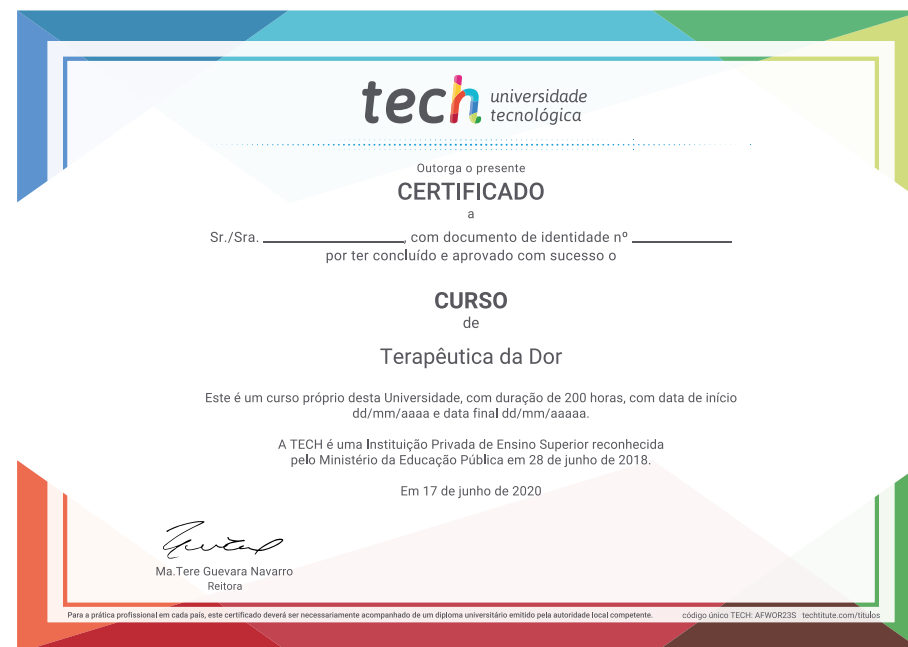 tech universidade
tecnológica
Outorga o presente
CERTIFICADO
a
Sr./Sra. ____________, com documento de identidade nº ____________
por ter concluído e aprovado com sucesso o
CURSO
de
Terapêutica da Dor
Este é um curso próprio desta Universidade, com duração de 200 horas, com data de início
dd/mm/aaaa e data final dd/mm/aaaaa.
A TECH é uma Instituição Privada de Ensino Superior reconhecida
pelo Ministério da Educação Pública em 28 de junho de 2018.
Em 17 de junho de 2020
Ma.Tere Guevara Navarro
Reitora
Para a prática profissional em cada pais, este certificado deverá ser necessariamente acompanhado de um diploma universitário emitido pela autoridade local competente. código único TECH: AFWOR23S techtitute.com/titulos